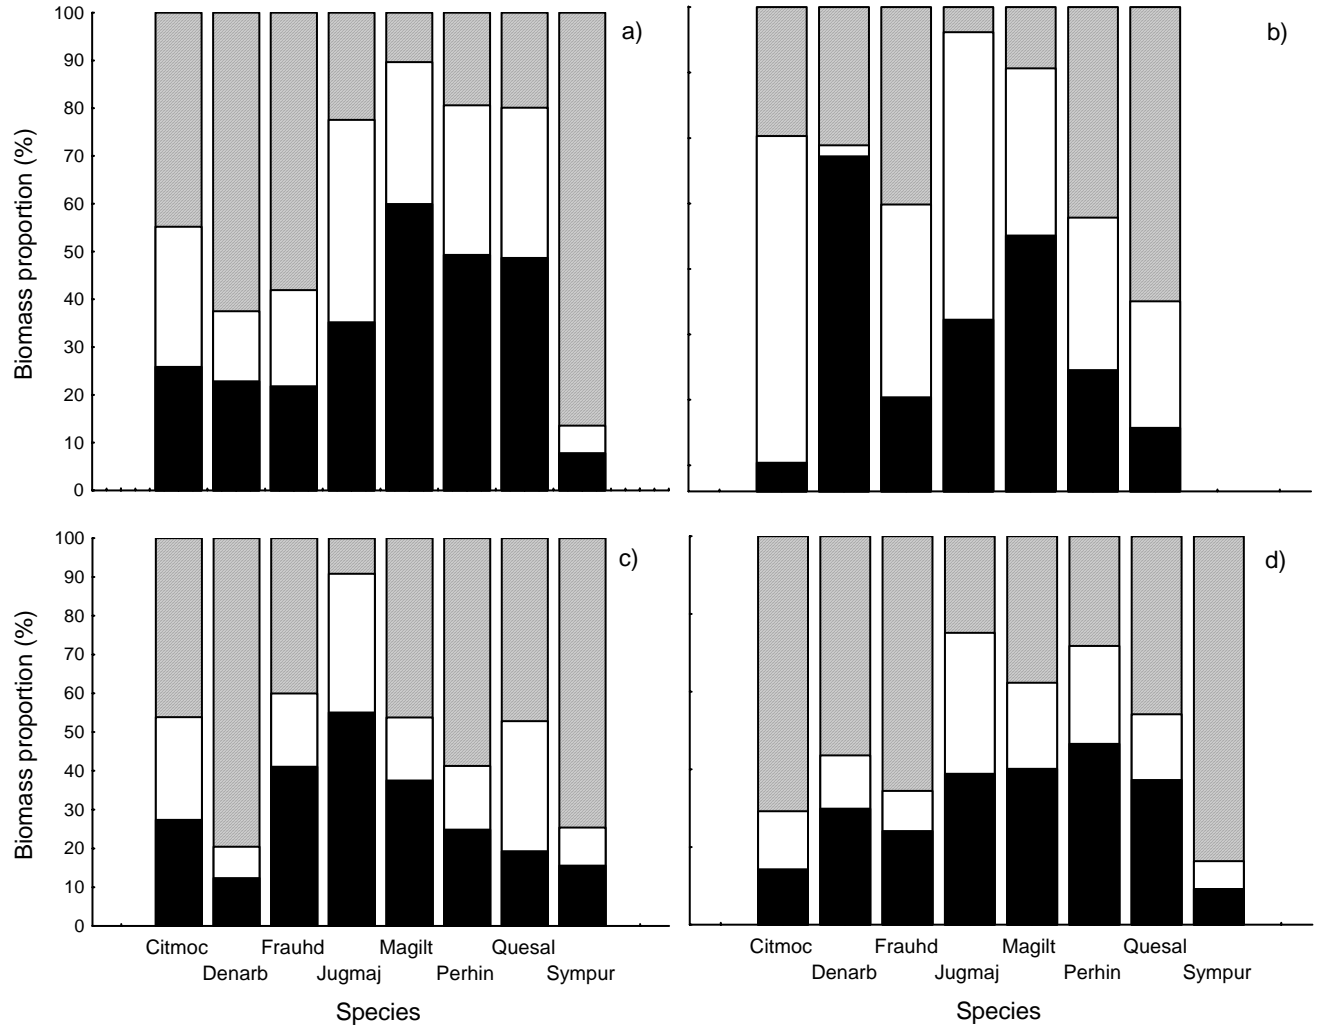 a)
b)
100
90
80
70
60
50
40
30
20
10
0
Biomass proportion (%)
c)
d)
100
90
80
70
60
50
40
30
20
10
0
Biomass proportion (%)
Citmoc Frauhd Magilt Quesal
Denarb Jugmaj Perhin Sympur
Species
Citmoc Frauhd Magilt Quesal
Denarb Jugmaj Perhin Sympur
Species